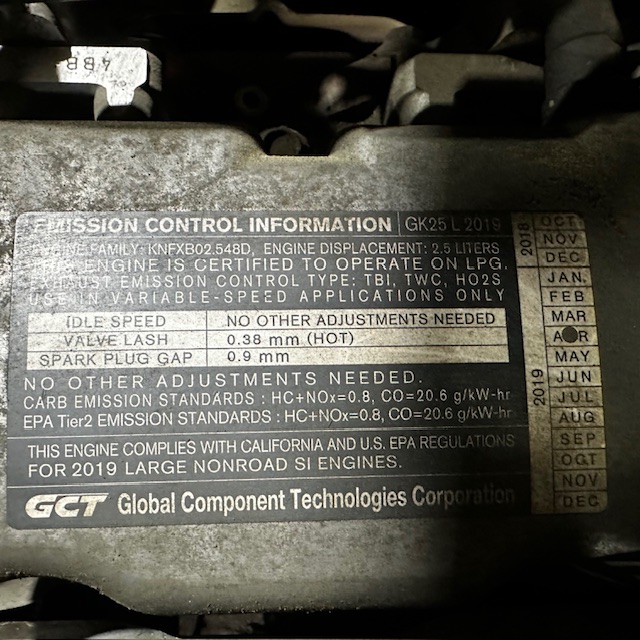 4BB
EMISSION CONTROL INFORMATION GK25 L 2019
ENGINE FAMILY: KNFXB02.548D, ENGINE DISPLACEMENT: 2.5 LITERS
ENGINE IS CERTIFIED TO OPERATE ON LPG.
EXHAUST EMISSION CONTROL TYPE: TBI, TWC, HO2S
USE IN VARIABLE-SPEED APPLICATIONS ONLY
IDLE SPEED NO OTHER ADJUSTMENTS NEEDED
VALVE LASH 0.38 mm (HOT)
SPARK PLUG GAP 0.9 mm
NO OTHER ADJUSTMENTS NEEDED.
CARB EMISSION STANDARDS : HC+NOx=0.8, CO=20.6 g/kW-hr
EPA Tier2 EMISSION STANDARDS : HC+NOx=0.8, CO=20.6 g/kW-hr
THIS ENGINE COMPLIES WITH CALIFORNIA AND U.S. EPA REGULATIONS
FOR 2019 LARGE NONROAD SI ENGINES.
GCT Global Component Technologies Corporation
2018
OCT
NOV
DEC
2019
JAN.
FEB
MAR
APR
MAY
JUN
JUL
AUG
SEP
OCT
NOV
DEC